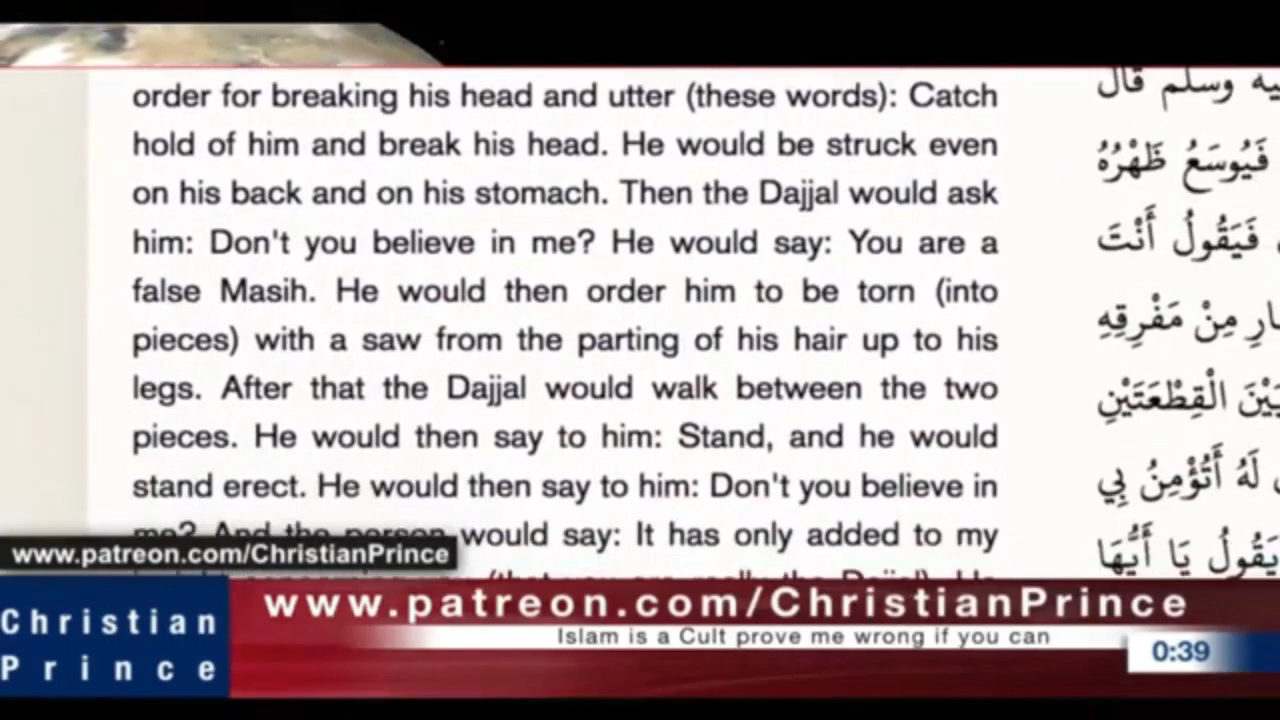 order for breaking his head and utter (these words): Catch
hold of him and break his head. He would be struck even
on his back and on his stomach. Then the Dajjal would ask
him: Don't you believe in me? He would say: You are a
false Masih. He would then order him to be torn (into
pieces) with a saw from the parting of his hair up to his
legs. After that the Dajjal would walk between the two
pieces. He would then say to him: Stand, and he would
stand erect. He would then say to him: Don't you believe in
me? And the person would say: It has only added to my
يه وسلم قال
فَيُوسَعُ ظَهْرُهُ
فَيَقُولُ أَنْتَ
مِنْ مَفْرِقِهِ
الْقِطْعَتَيْنِ
لَهُ أَتُؤْمِنُ بِي
يَقُولُ يَا أَيُّهَا
www.patreon.com/ChristianPrince
www.patreon.com/ChristianPrince
Islam is a Cult prove me wrong if you can
Christian
Prince
0:39